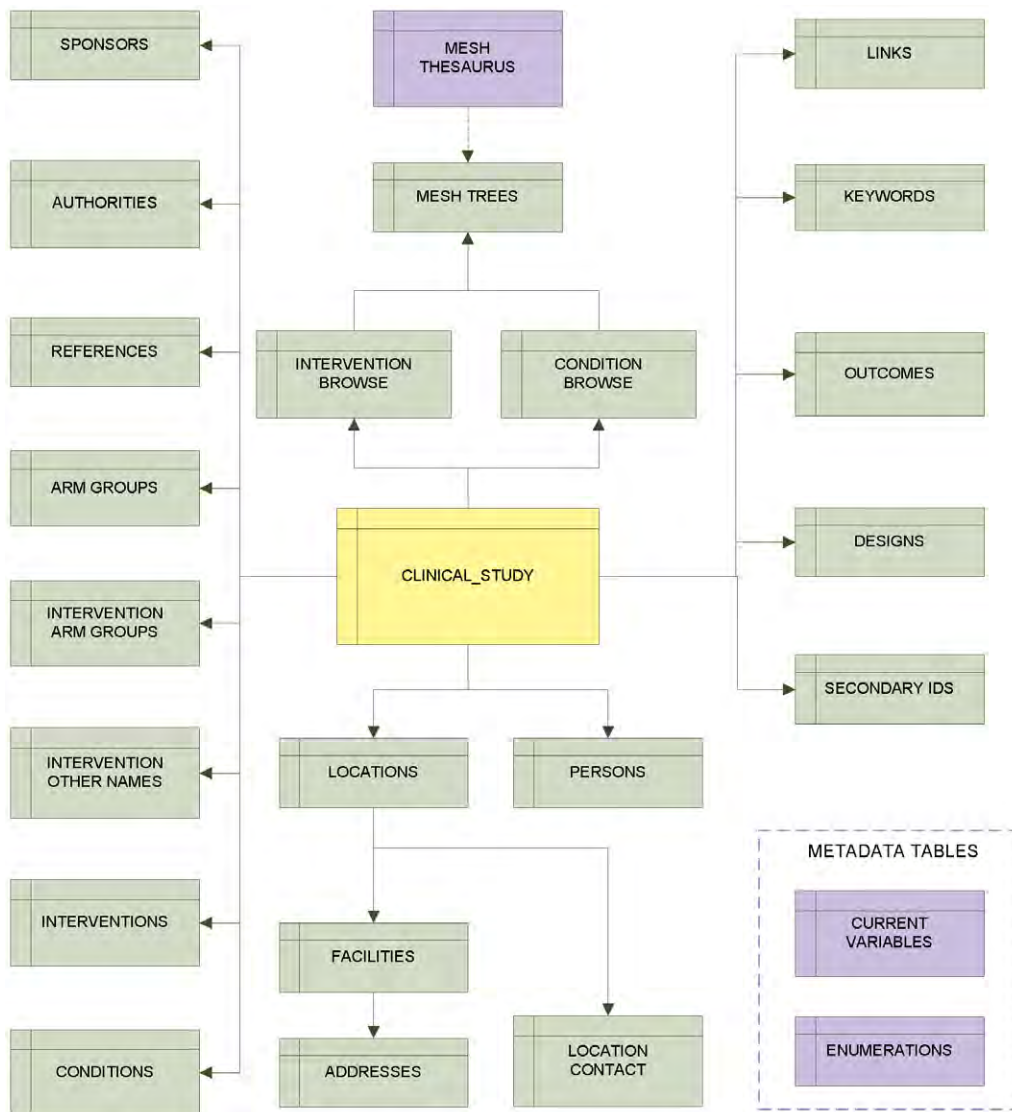 SPONSORS
MESH
THESAURUS
LINKS
AUTHORITIES
MESH TREES
KEYWORDS
REFERENCES
INTERVENTION
BROWSE
CONDITION
BROWSE
OUTCOMES
ARM GROUPS
CLINICAL_STUDY
DESIGNS
INTERVENTION
ARM GROUPS
SECONDARY IDS
INTERVENTION
OTHER NAMES
LOCATIONS
PERSONS
METADATA TABLES
INTERVENTIONS
FACILITIES
CURRENT
VARIABLES
CONDITIONS
ADDRESSES
LOCATION
CONTACT
ENUMERATIONS